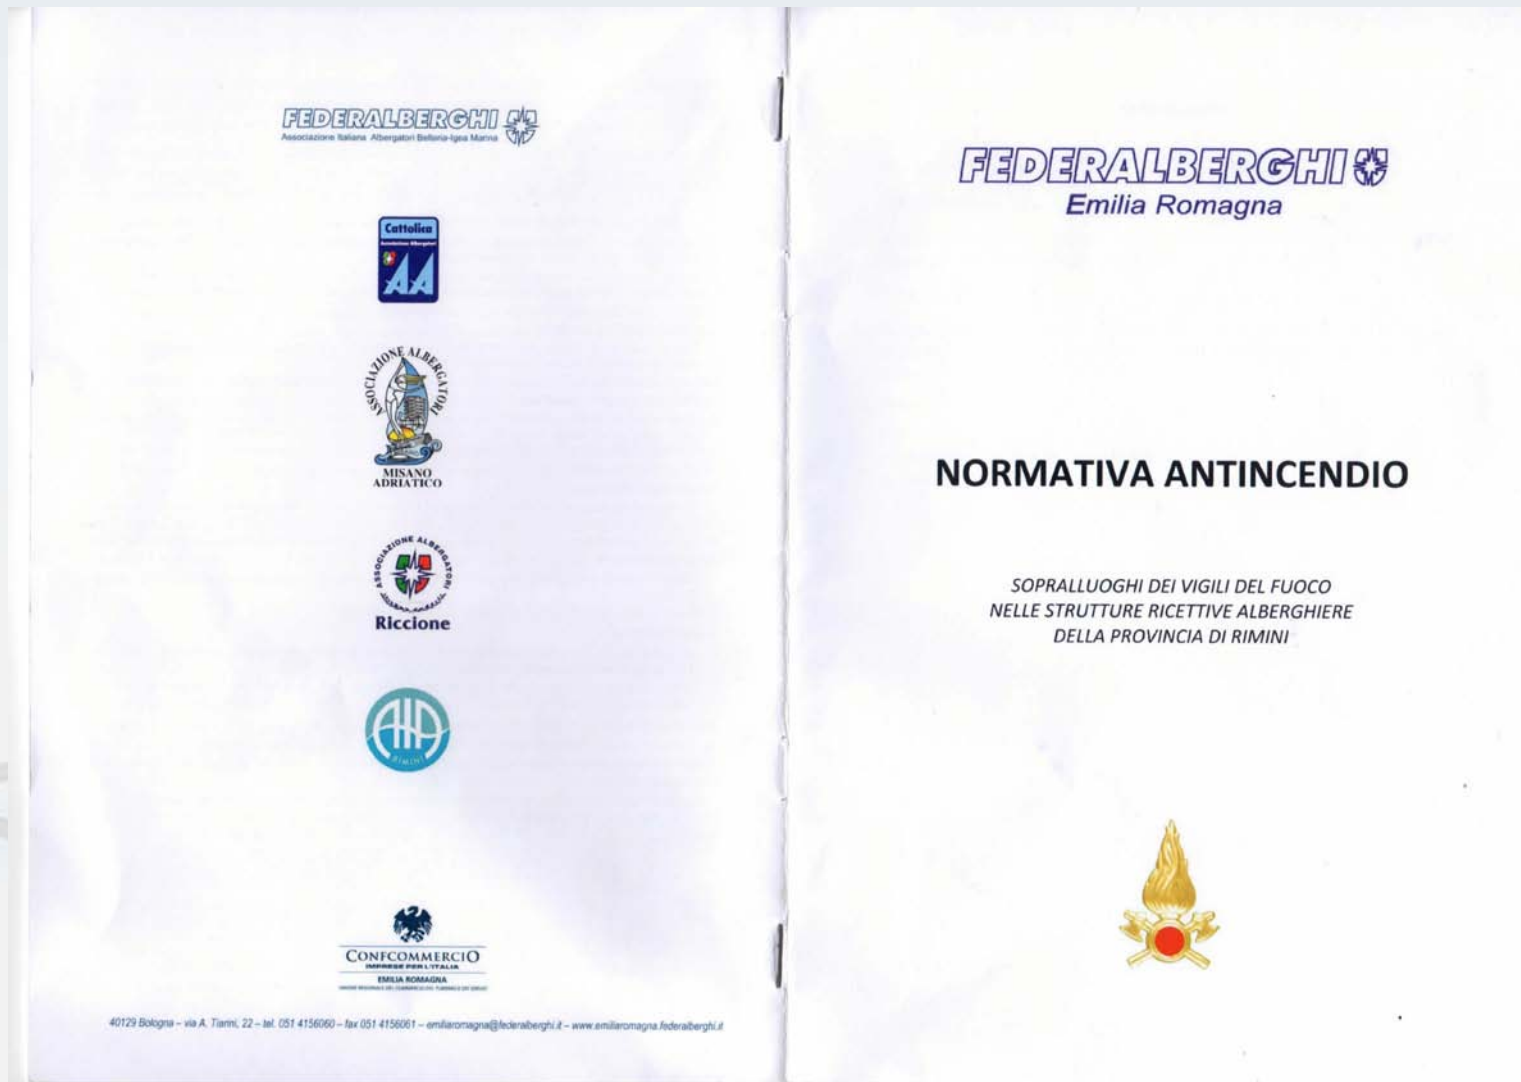 FEDERALBERGHI
Associazione Italiana Albergatori Bellaria-Igea Marina
Cattolica
Associazione Albergatori
AA
ASSOCIAZIONE ALBERGATORI
MISANO
ADRIATICO
ASSOCIAZIONE ALBERGATORI
Riccione
AIA
RIMINI
CONFCOMMERCIO
IMPRESE PER L'ITALIA
EMILIA ROMAGNA
40129 Bologna – via A. Tiarini, 22 – tel. 051 4156060 – fax 051 4156061 – emiliaromagna@federalberghi.it – www.emiliaromagna.federalberghi.it
FEDERALBERGHI
Emilia Romagna
NORMATIVA ANTINCENDIO
SOPRALLUOGHI DEI VIGILI DEL FUOCO
NELLE STRUTTURE RICETTIVE ALBERGHIERE
DELLA PROVINCIA DI RIMINI